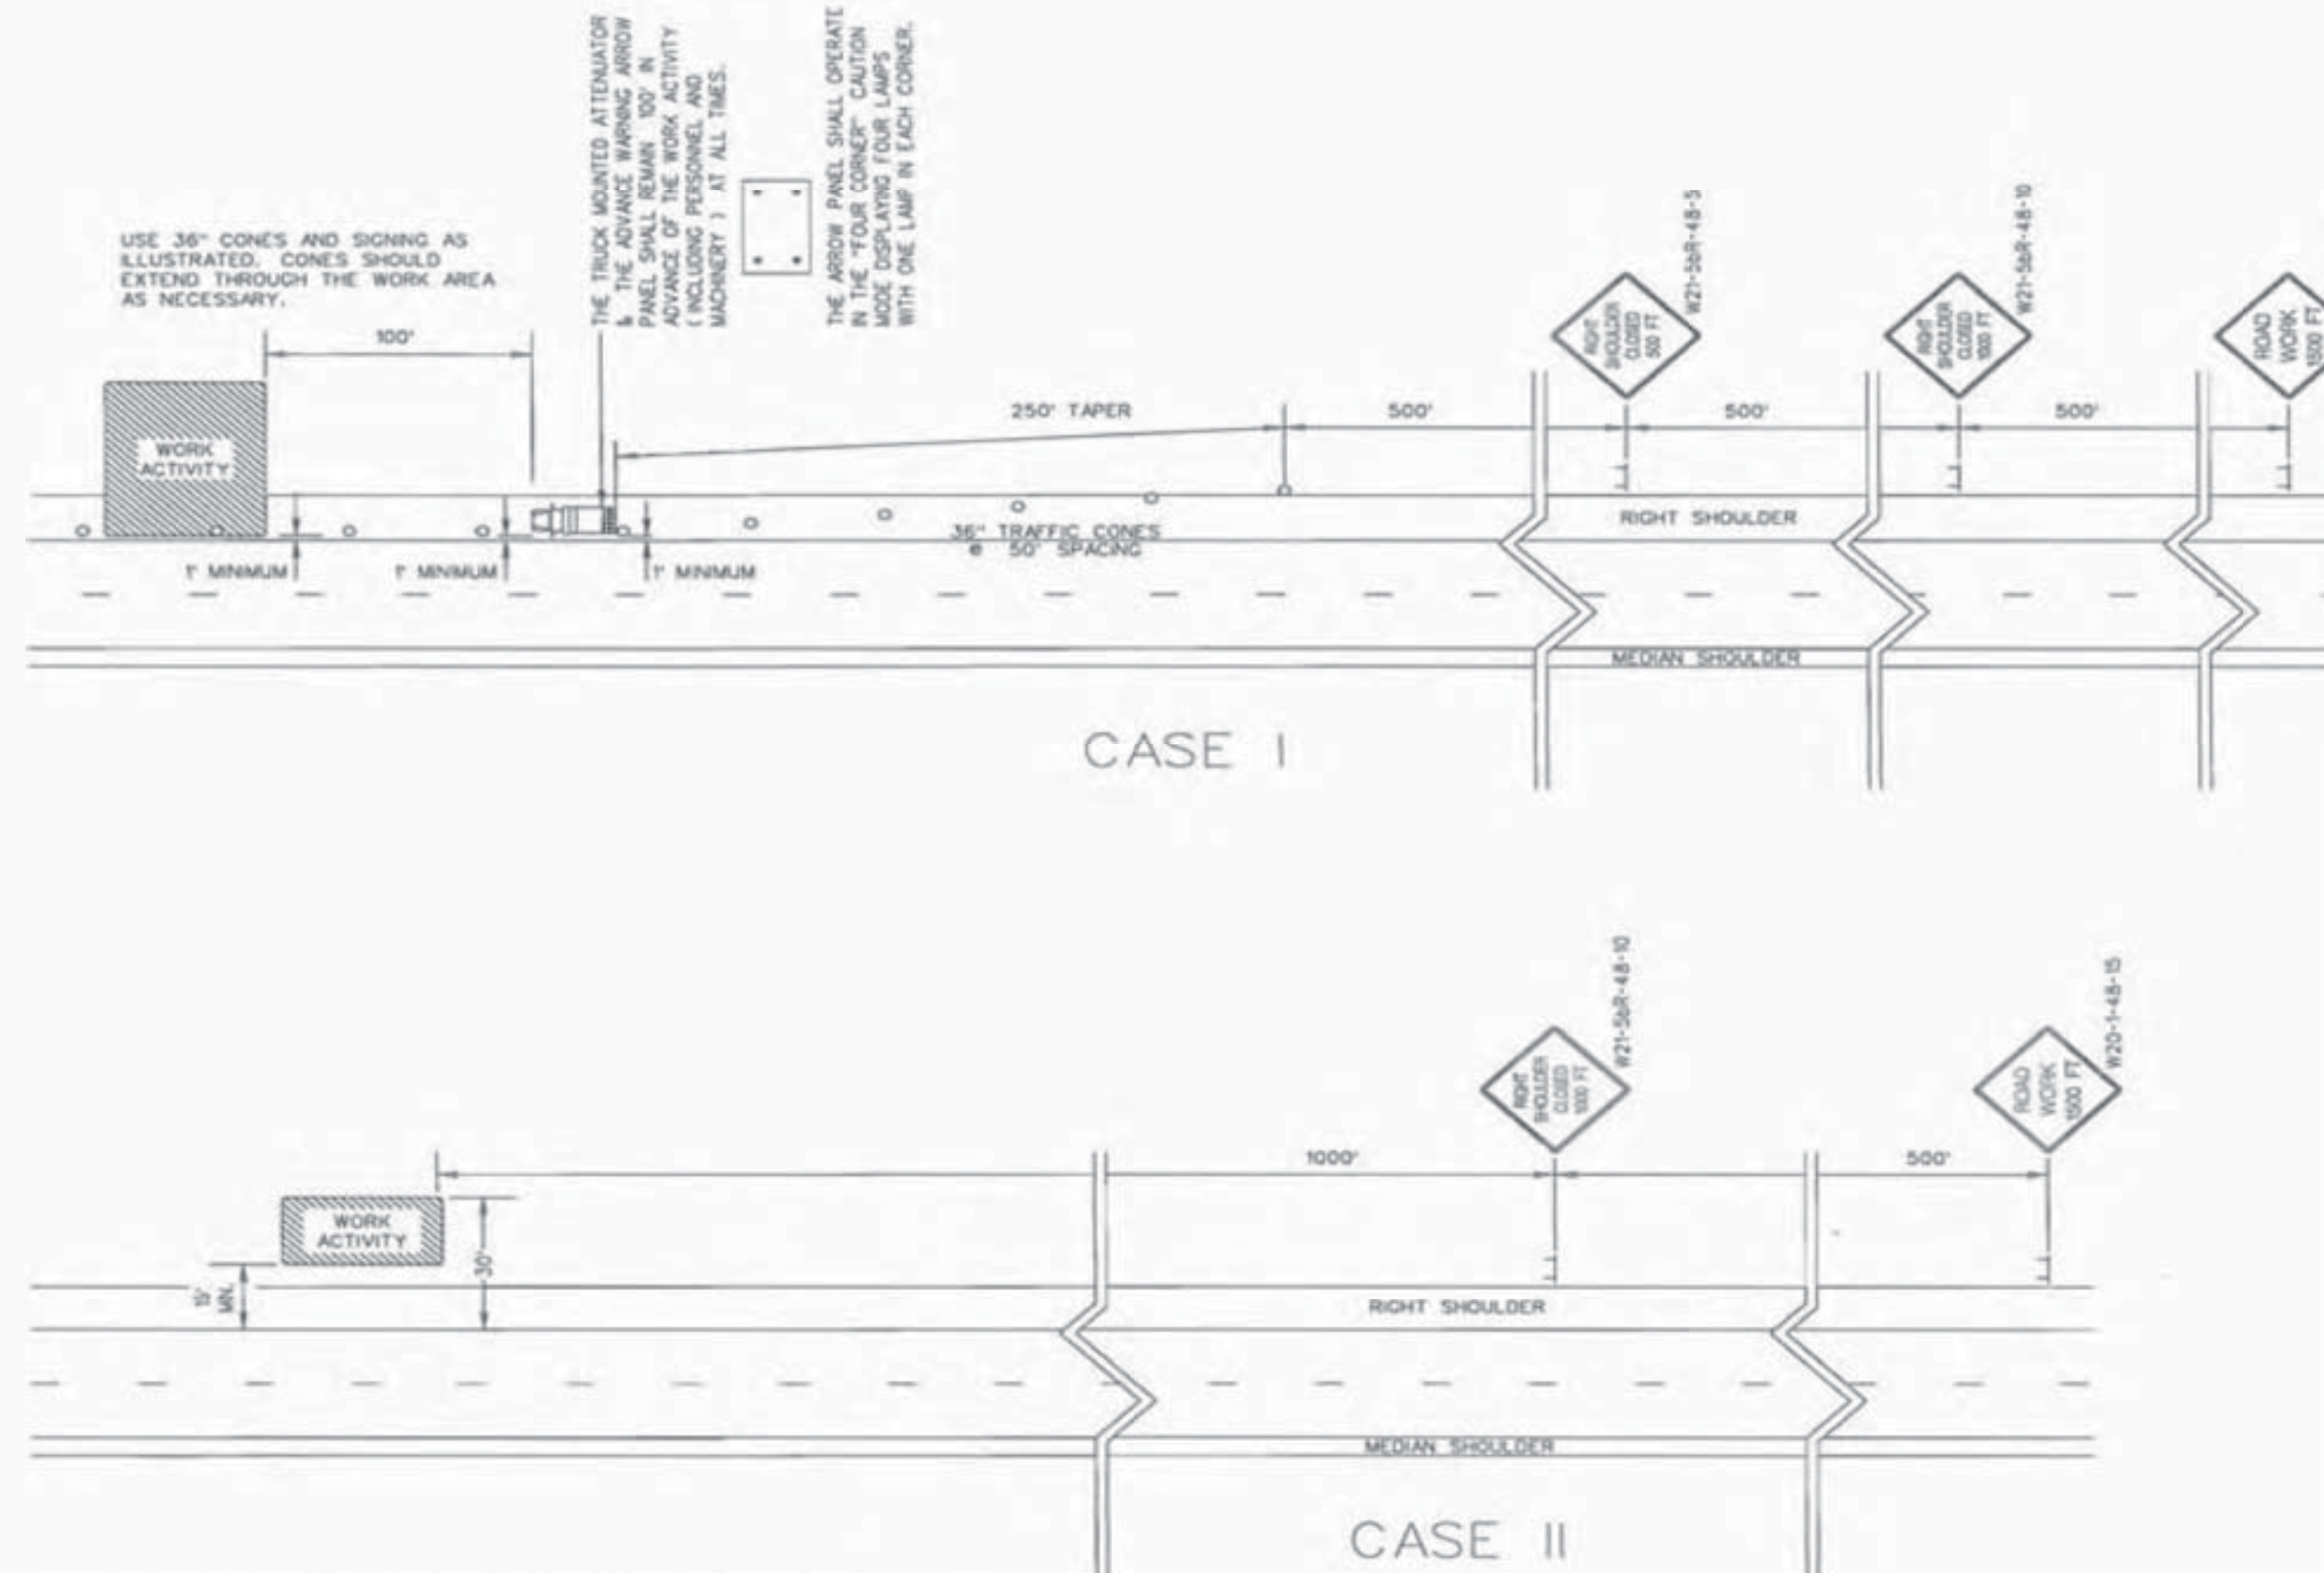 THE TRUCK MOUNTED ATTENUATOR
& THE ADVANCE WARNING ARROW
PANEL SHALL REMAIN 100' IN
ADVANCE OF THE WORK ACTIVITY
( INCLUDING PERSONNEL AND
MACHINERY ) AT ALL TIMES.
THE ARROW PANEL SHALL OPERATE
IN THE "FOUR CORNER" CAUTION
MODE DISPLAYING FOUR LAMPS
WITH ONE LAMP IN EACH CORNER.
USE 36" CONES AND SIGNING AS
ILLUSTRATED. CONES SHOULD
EXTEND THROUGH THE WORK AREA
AS NECESSARY.
100'
WORK
ACTIVITY
250' TAPER
500'
RIGHT
SHOULDER
CLOSED
500 FT
W21-5bR-48-5
500'
RIGHT
SHOULDER
CLOSED
1000 FT
W21-5bR-48-10
500'
ROAD
WORK
1500 FT
36" TRAFFIC CONES
@ 50' SPACING
RIGHT SHOULDER
1' MINIMUM
1' MINIMUM
1' MINIMUM
MEDIAN SHOULDER
CASE I
RIGHT
SHOULDER
CLOSED
1000 FT
W21-5bR-48-10
ROAD
WORK
1500 FT
W20-1-48-15
1000'
500'
WORK
ACTIVITY
30'
15'
MIN.
RIGHT SHOULDER
MEDIAN SHOULDER
CASE II